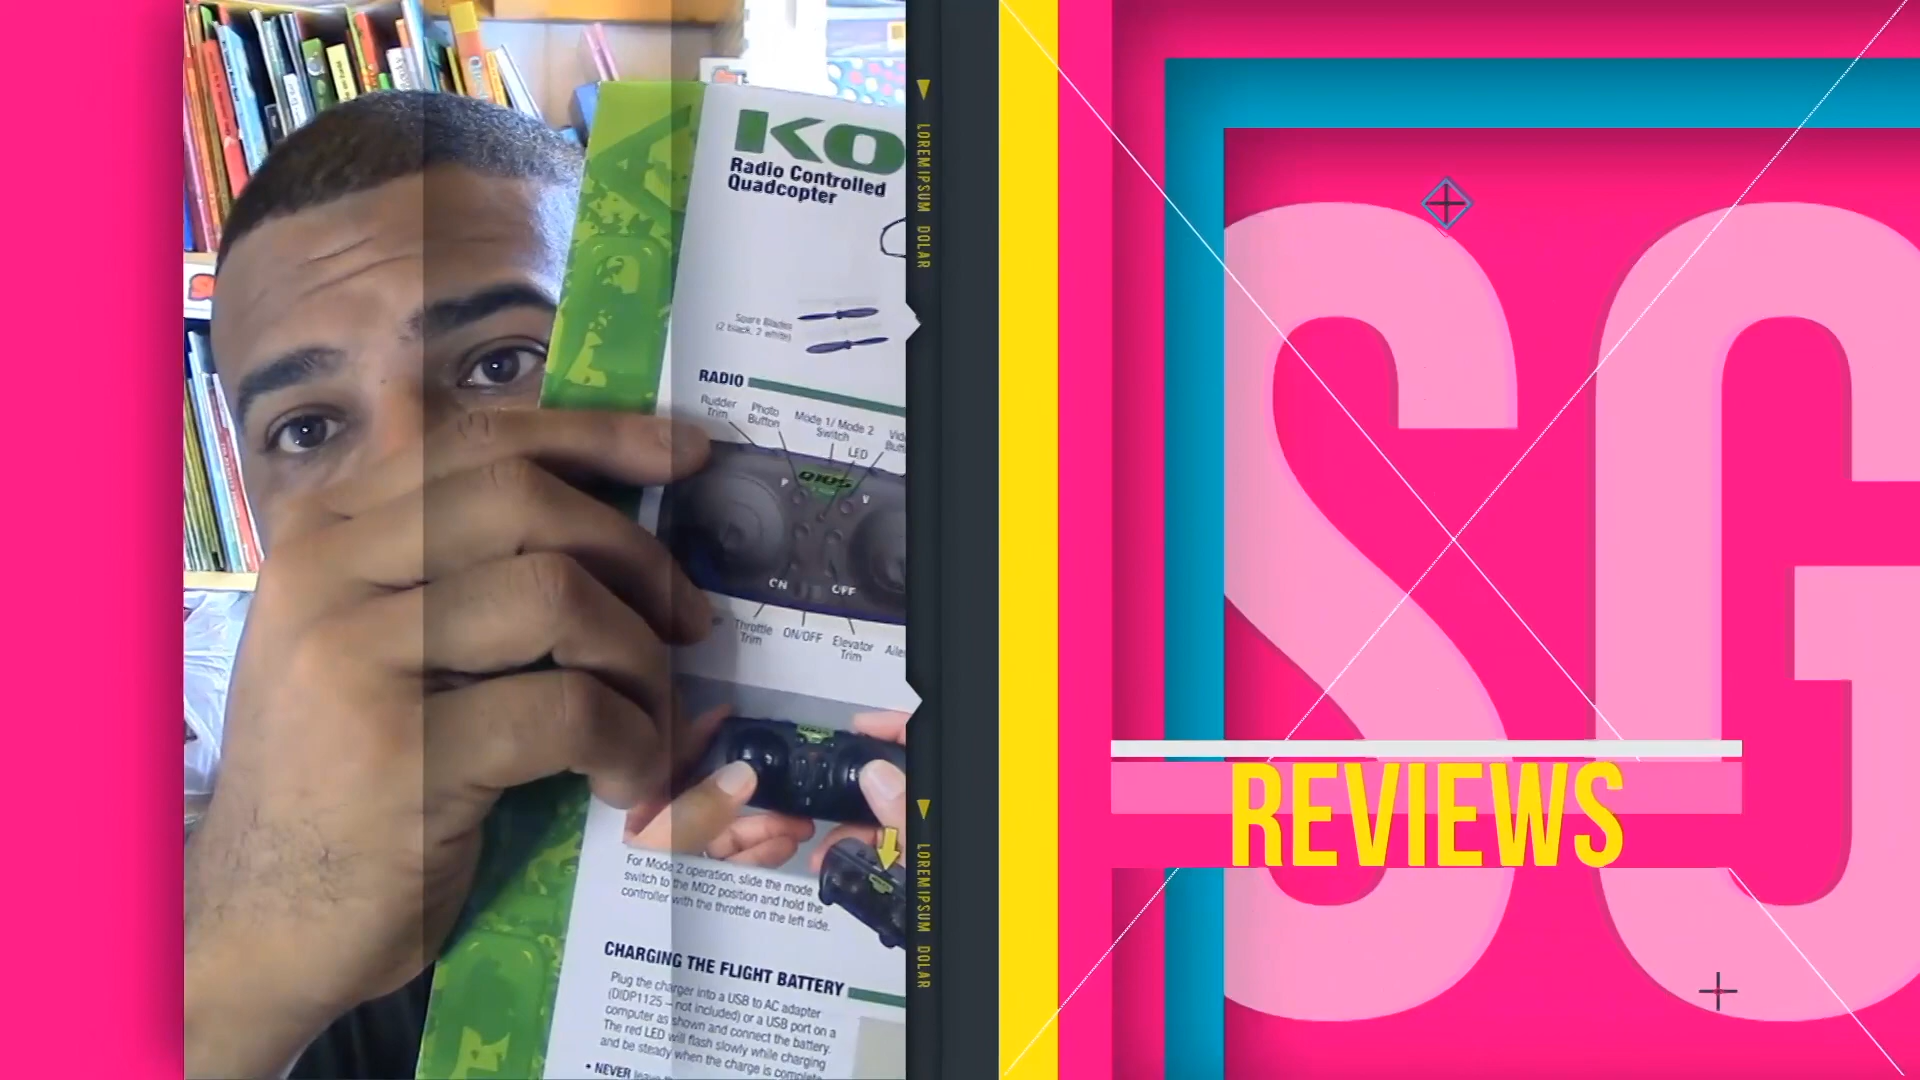 KO
Radio Controlled
Quadcopter
Spare Blades
(2 black, 2 white)
RADIO
Rudder
Trim
Photo
Button
Mode 1/ Mode 2
Switch
LED
ON
OFF
Throttle
Trim
ON/OFF
Elevator
Trim
For Mode 2 operation, slide the mode
switch to the MD2 position and hold the
controller with the throttle on the left side.
CHARGING THE FLIGHT BATTERY
Plug the charger into a USB to AC adapter
(DIDP1125 – not included) or a USB port on a
computer as shown and connect the battery.
The red LED will flash slowly while charging
and be steady when the charge is complete.
• NEVER
LOREM IPSUM DOLAR
LOREM IPSUM DOLAR
SG
REVIEWS